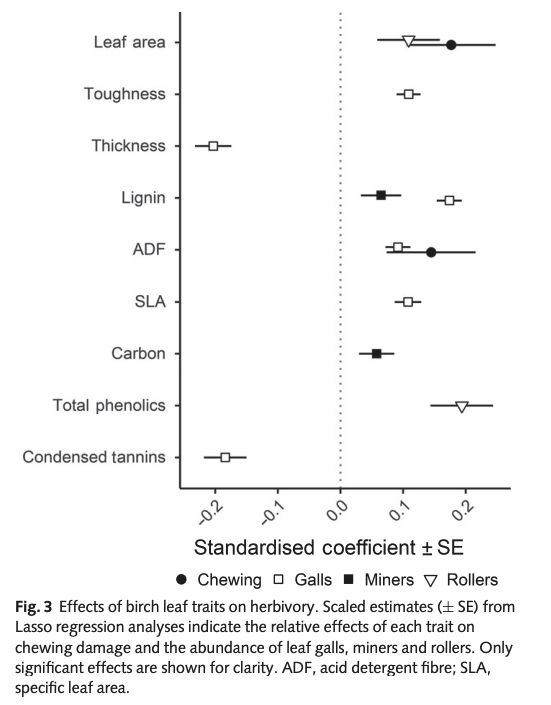 Leaf area
Toughness
Thickness
Lignin
ADF
SLA
Carbon
Total phenolics
Condensed tannins
-0.2 -0.1 0.0 0.1 0.2
Standardised coefficient ± SE
Chewing Galls Miners Rollers
Fig. 3 Effects of birch leaf traits on herbivory. Scaled estimates (± SE) from
Lasso regression analyses indicate the relative effects of each trait on
chewing damage and the abundance of leaf galls, miners and rollers. Only
significant effects are shown for clarity. ADF, acid detergent fibre; SLA,
specific leaf area.